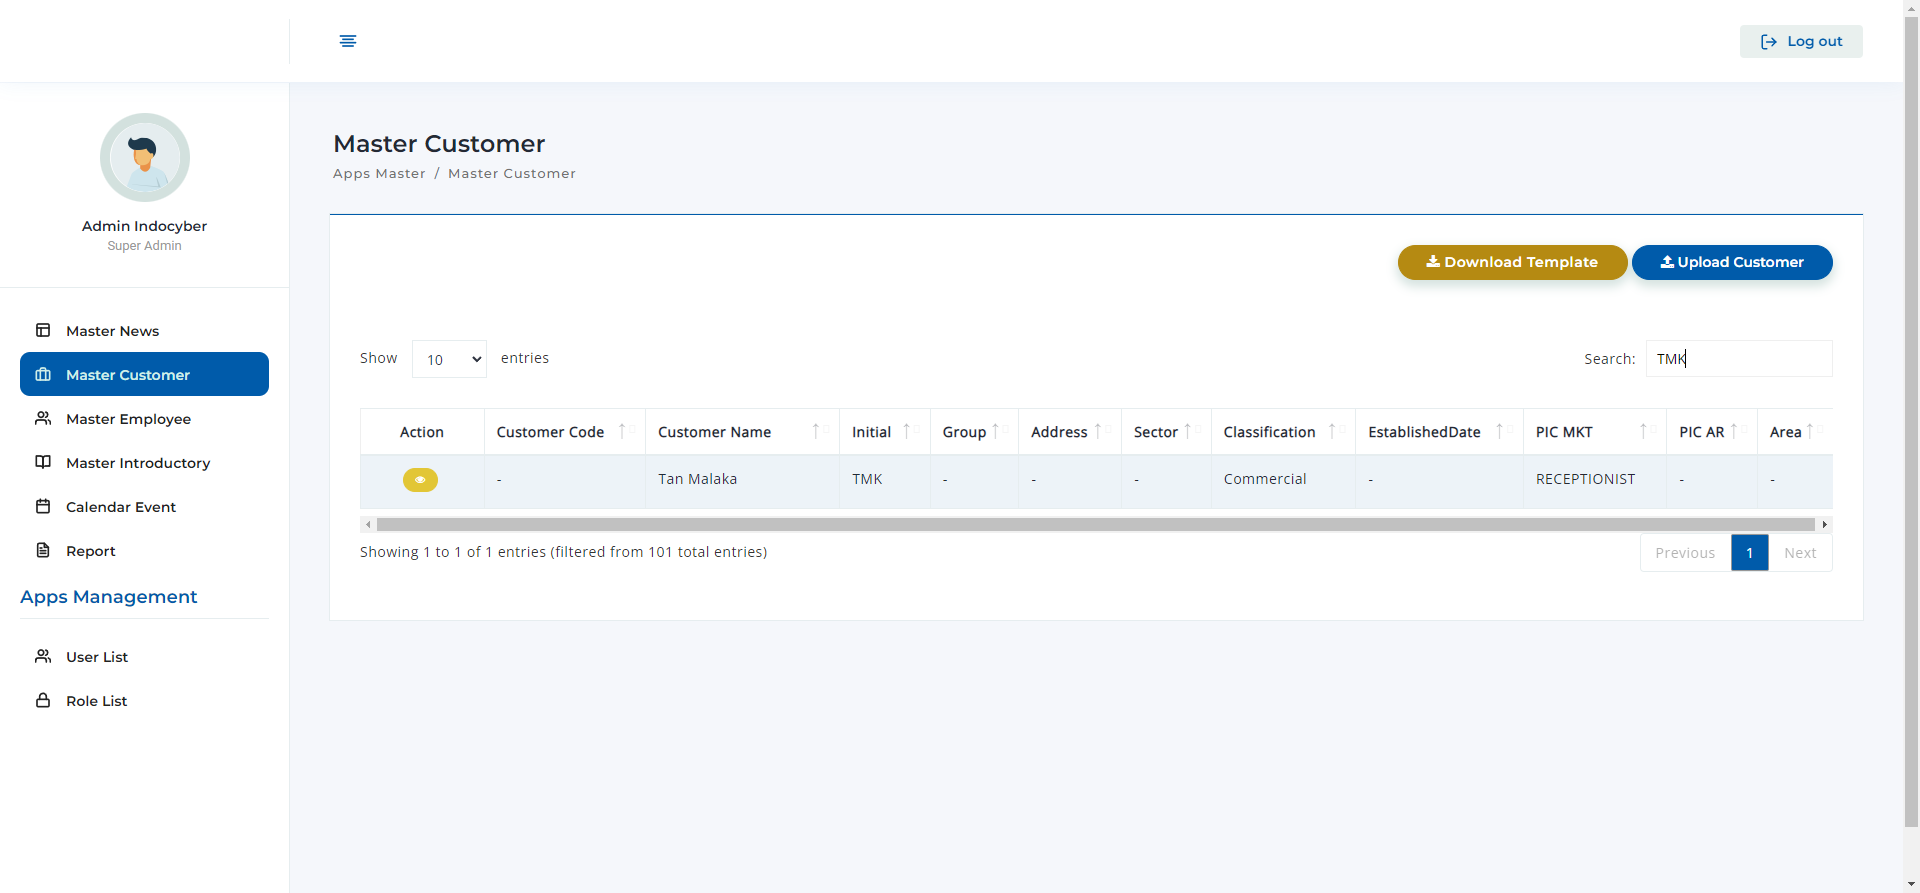 Log out
Admin Indocyber
Super Admin
Master News
Master Customer
Master Employee
Master Introductory
Calendar Event
Report
Apps Management
User List
Role List
Master Customer
Apps Master / Master Customer
Download Template Upload Customer
Show 10 entries Search: TMK
Action Customer Code Customer Name Initial Group Address Sector Classification EstablishedDate PIC MKT PIC AR Area
- Tan Malaka TMK - - - Commercial - RECEPTIONIST - -
Showing 1 to 1 of 1 entries (filtered from 101 total entries) Previous 1 Next